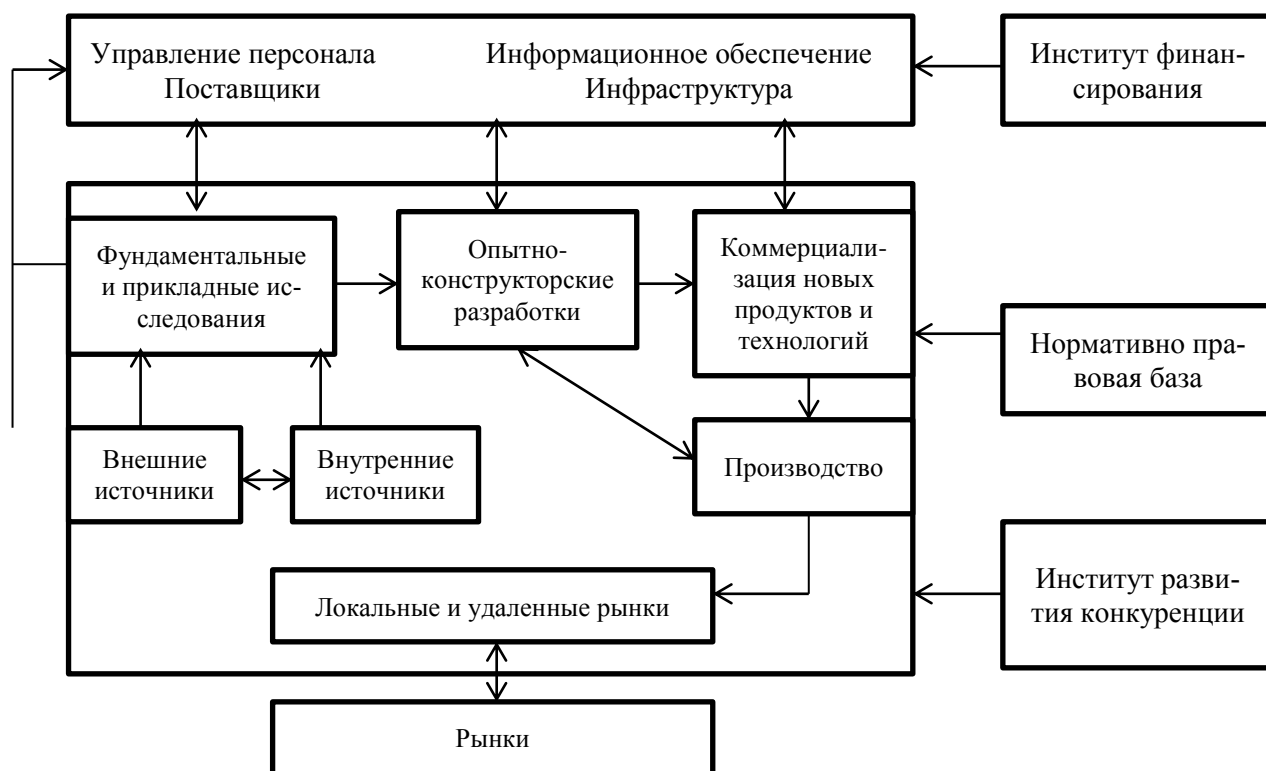 Управление персонала
Поставщики
Информационное обеспечение
Инфраструктура
Институт финан-
сирования
Фундаментальные
и прикладные ис-
следования
Опытно-
конструкторские
разработки
Коммерциали-
зация новых
продуктов и
технологий
Нормативно пра-
вовая база
Внешние
источники
Внутренние
источники
Производство
Институт разви-
тия конкуренции
Локальные и удаленные рынки
Рынки